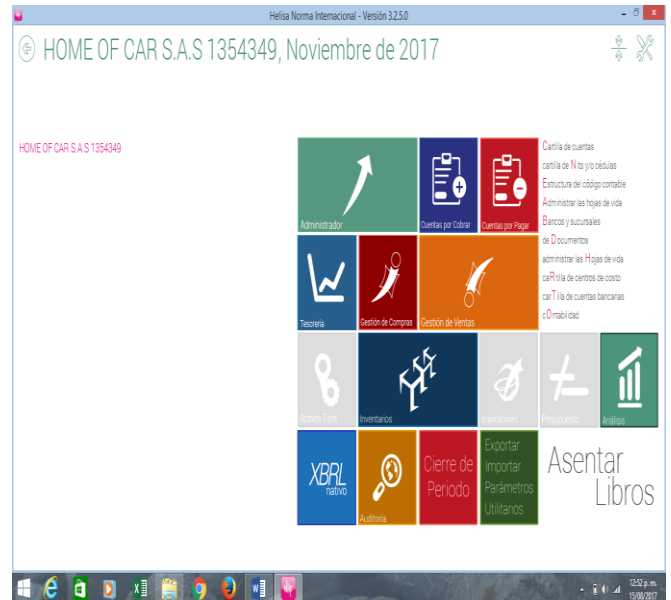 Helisa Norma Internacional - Versión 3.2.5.0
HOME OF CAR S.A.S 1354349, Noviembre de 2017
HOME OF CAR S.A.S 1354349
Administrador
Cuentas por Cobrar
Cuentas por Pagar
Cartilla de cuentas
cartilla de Nits y/o cédulas
Estructura del código contable
Administrar las hojas de vida
Bancos y sucursales
de Documentos
administrar las Hojas de vida
caRtilla de centros de costo
carTilla de cuentas bancarias
cOntabilidad
Tesorería
Gestión de Compras
Gestión de Ventas
Activos Fijos
Inventarios
Importaciones
Presupuesto
Análisis
XBRL
nativo
Auditoría
Cierre de
Periodo
Exportar
Importar
Parámetros
Utilitarios
Asentar
Libros
12:52 p.m.
15/08/2017